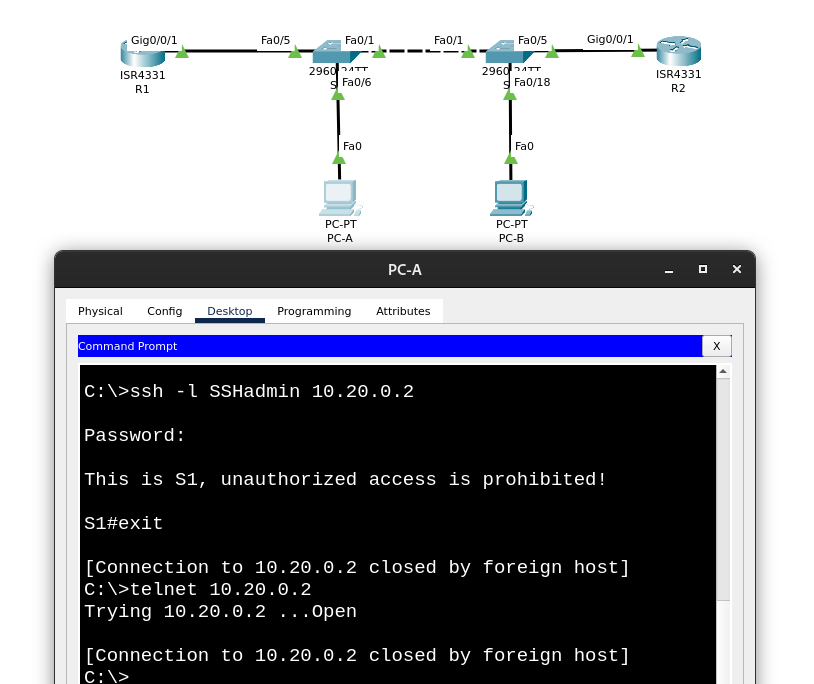 Gig0/0/1
Fa0/5
Fa0/1
Fa0/1
Fa0/5
Gig0/0/1
ISR4331
R1
Fa0/6
Fa0/18
ISR4331
R2
Fa0
Fa0
PC-PT
PC-A
PC-PT
PC-B
PC-A
Physical Config Desktop Programming Attributes
Command Prompt X
C:\>ssh -l SSHadmin 10.20.0.2
Password:
This is S1, unauthorized access is prohibited!
S1#exit
[Connection to 10.20.0.2 closed by foreign host]
C:\>telnet 10.20.0.2
Trying 10.20.0.2 ...Open
[Connection to 10.20.0.2 closed by foreign host]
C:\>